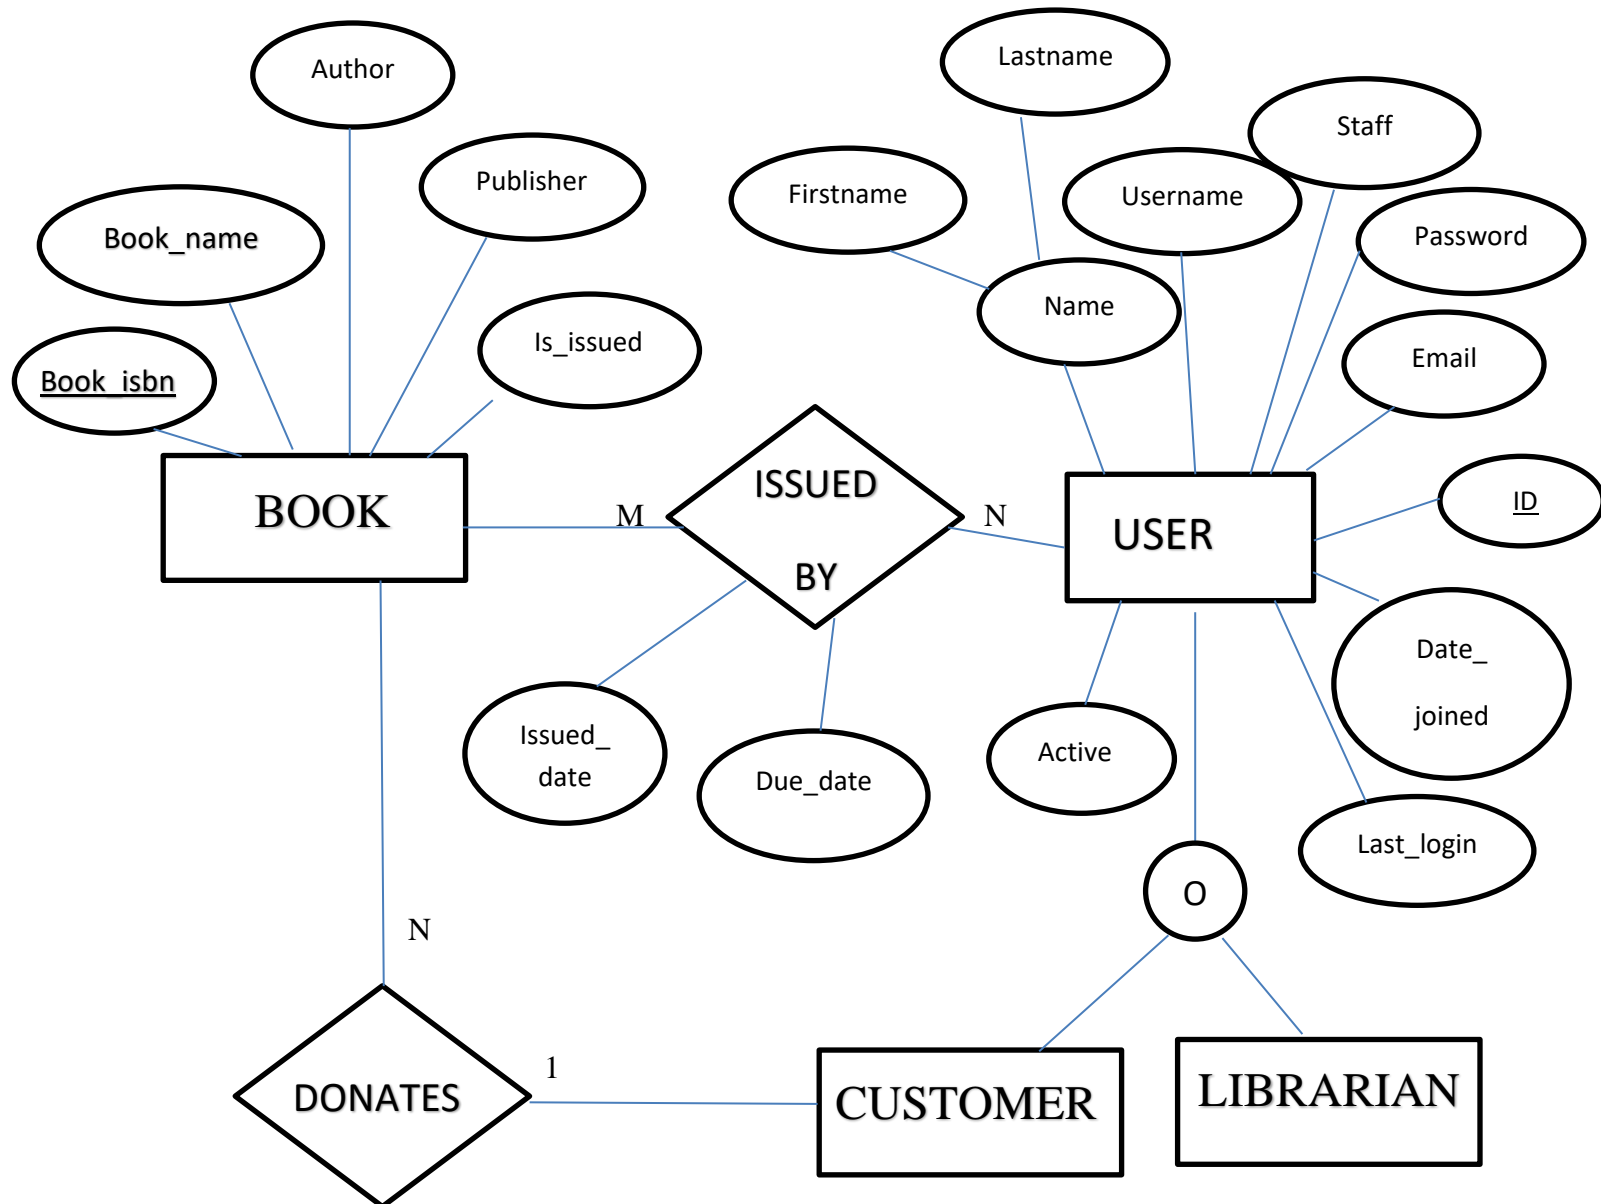 Lastname
Author
Staff
Publisher
Firstname
Username
Book_name
Password
Name
Is_issued
Email
Book_isbn
ISSUED
BY
BOOK
M
N
USER
ID
Date_
joined
Issued_
date
Due_date
Active
Last_login
O
N
1
DONATES
CUSTOMER
LIBRARIAN